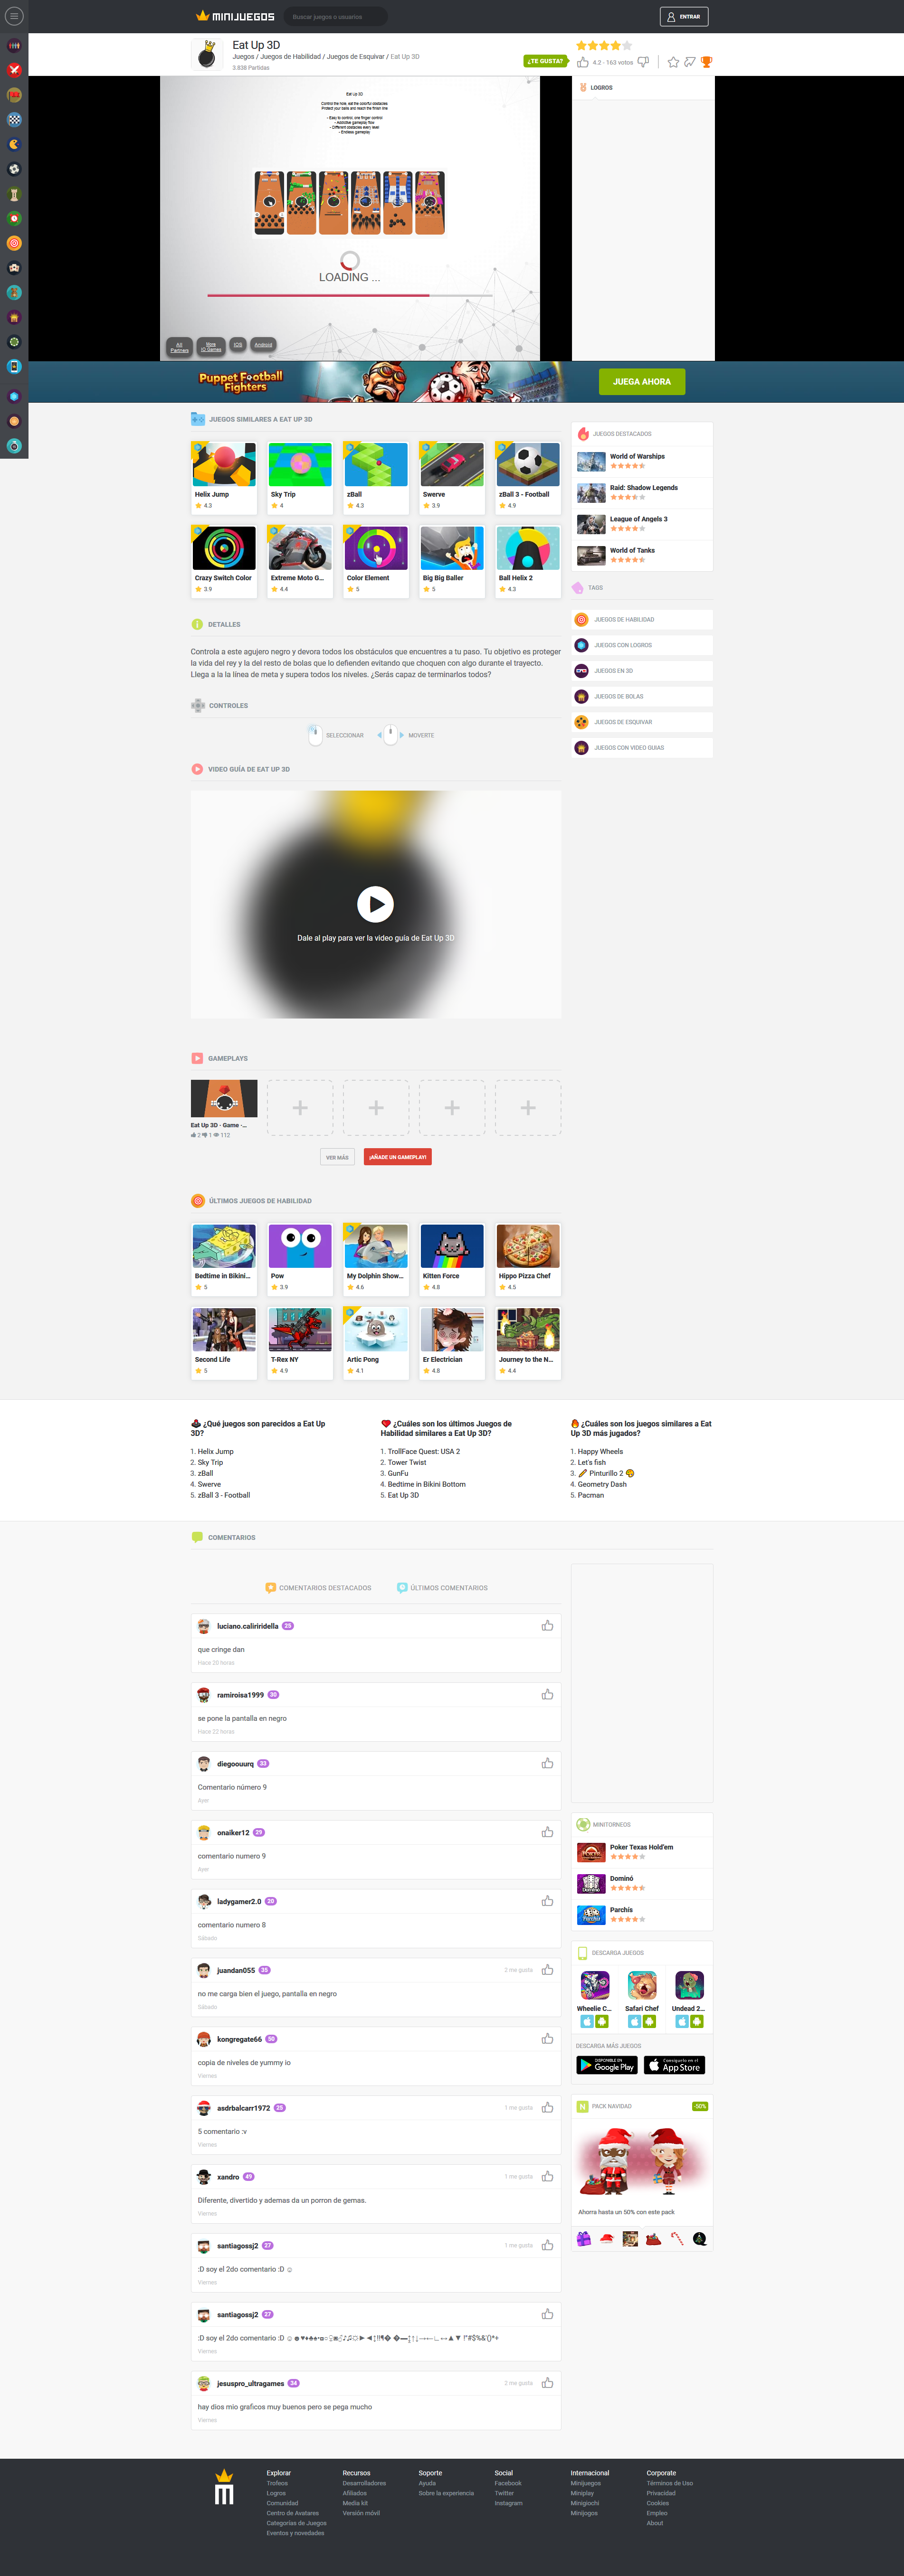 MINIJUEGOS
Buscar juegos o usuarios
ENTRAR
Eat Up 3D
Juegos / Juegos de Habilidad / Juegos de Esquivar / Eat Up 3D
3.838 Partidas
¿TE GUSTA?
4.2 - 163 votos
LOGROS
Eat up IO
Control the hole, eat the colorful obstacles
Protect your balls and reach the finish line
- Easy to control, one finger control
- Addictive gameplay
- Different obstacles every level
- Endless gameplay
LOADING ...
All Partners
More IO Games
IOS
Android
Puppet Football Fighters
JUEGA AHORA
JUEGOS SIMILARES A EAT UP 3D
Helix Jump
4.3
Sky Trip
4
zBall
4.3
Swerve
3.9
zBall 3 - Football
4.9
Crazy Switch Color
3.9
Extreme Moto G...
4.4
Color Element
5
Big Big Baller
5
Ball Helix 2
4.3
JUEGOS DESTACADOS
World of Warships
Raid: Shadow Legends
League of Angels 3
World of Tanks
TAGS
JUEGOS DE HABILIDAD
JUEGOS CON LOGROS
JUEGOS EN 3D
JUEGOS DE BOLAS
JUEGOS DE ESQUIVAR
JUEGOS CON VIDEO GUIAS
DETALLES
Controla a este agujero negro y devora todos los obstáculos que encuentres a tu paso. Tu objetivo es proteger
la vida del rey y la del resto de bolas que lo defienden evitando que choquen con algo durante el trayecto.
Llega a la la línea de meta y supera todos lo niveles. ¿Serás capaz de terminarlos todos?
CONTROLES
SELECCIONAR
MOVERTE
VIDEO GUÍA DE EAT UP 3D
Dale al play para ver la video guía de Eat Up 3D
GAMEPLAYS
Eat Up 3D - Game -...
2 1 112
VER MÁS
¡AÑADE UN GAMEPLAY!
ÚLTIMOS JUEGOS DE HABILIDAD
Bedtime in Bikini...
5
Pow
3.9
My Dolphin Show...
4.6
Kitten Force
4.8
Hippo Pizza Chef
4.5
Second Life
5
T-Rex NY
4.9
Artic Pong
4.1
Er Electrician
4.8
Journey to the N...
4.4
¿Qué juegos son parecidos a Eat Up
3D?
1. Helix Jump
2. Sky Trip
3. zBall
4. Swerve
5. zBall 3 - Football
¿Cuáles son los últimos Juegos de
Habilidad similares a Eat Up 3D?
1. TrollFace Quest: USA 2
2. Tower Twist
3. GunFu
4. Bedtime in Bikini Bottom
5. Eat Up 3D
¿Cuáles son los juegos similares a Eat
Up 3D más jugados?
1. Happy Wheels
2. Let's fish
3. Pinturillo 2
4. Geometry Dash
5. Pacman
COMENTARIOS
COMENTARIOS DESTACADOS
ÚLTIMOS COMENTARIOS
luciano.caliriridella 25
que cringe dan
Hace 20 horas
ramiroisa1999 30
se pone la pantalla en negro
Hace 22 horas
diegoouurq 33
Comentario número 9
Ayer
onaiker12 29
comentario numero 9
Ayer
ladygamer2.0 20
comentario numero 8
Sábado
juandan055 35
2 me gusta
no me carga bien el juego, pantalla en negro
Sábado
kongregate66 50
copia de niveles de yummy io
Viernes
asdrbalcarr1972 25
1 me gusta
5 comentario :v
Viernes
xandro 49
1 me gusta
Diferente, divertido y ademas da un porron de gemas.
Viernes
santiagossj2 27
1 me gusta
:D soy el 2do comentario :D ☺
Viernes
santiagossj2 27
:D soy el 2do comentario :D
Viernes
jesuspro_ultragames 34
2 me gusta
hay dios mio graficos muy buenos pero se pega mucho
Viernes
MINITORNEOS
Poker Texas Hold'em
Dominó
Parchís
DESCARGA JUEGOS
Wheelie C...
Safari Chef
Undead 2...
DESCARGA MÁS JUEGOS
DISPONIBLE EN Google Play
Consíguelo en el App Store
PACK NAVIDAD
-50%
Ahorra hasta un 50% con este pack
Explorar
Trofeos
Logros
Comunidad
Centro de Avatares
Categorías de Juegos
Eventos y novedades
Recursos
Desarrolladores
Afiliados
Media kit
Versión móvil
Soporte
Ayuda
Sobre la experiencia
Social
Facebook
Twitter
Instagram
Internacional
Minijuegos
Miniplay
Minigiochi
Minijogos
Corporate
Términos de Uso
Privacidad
Cookies
Empleo
About